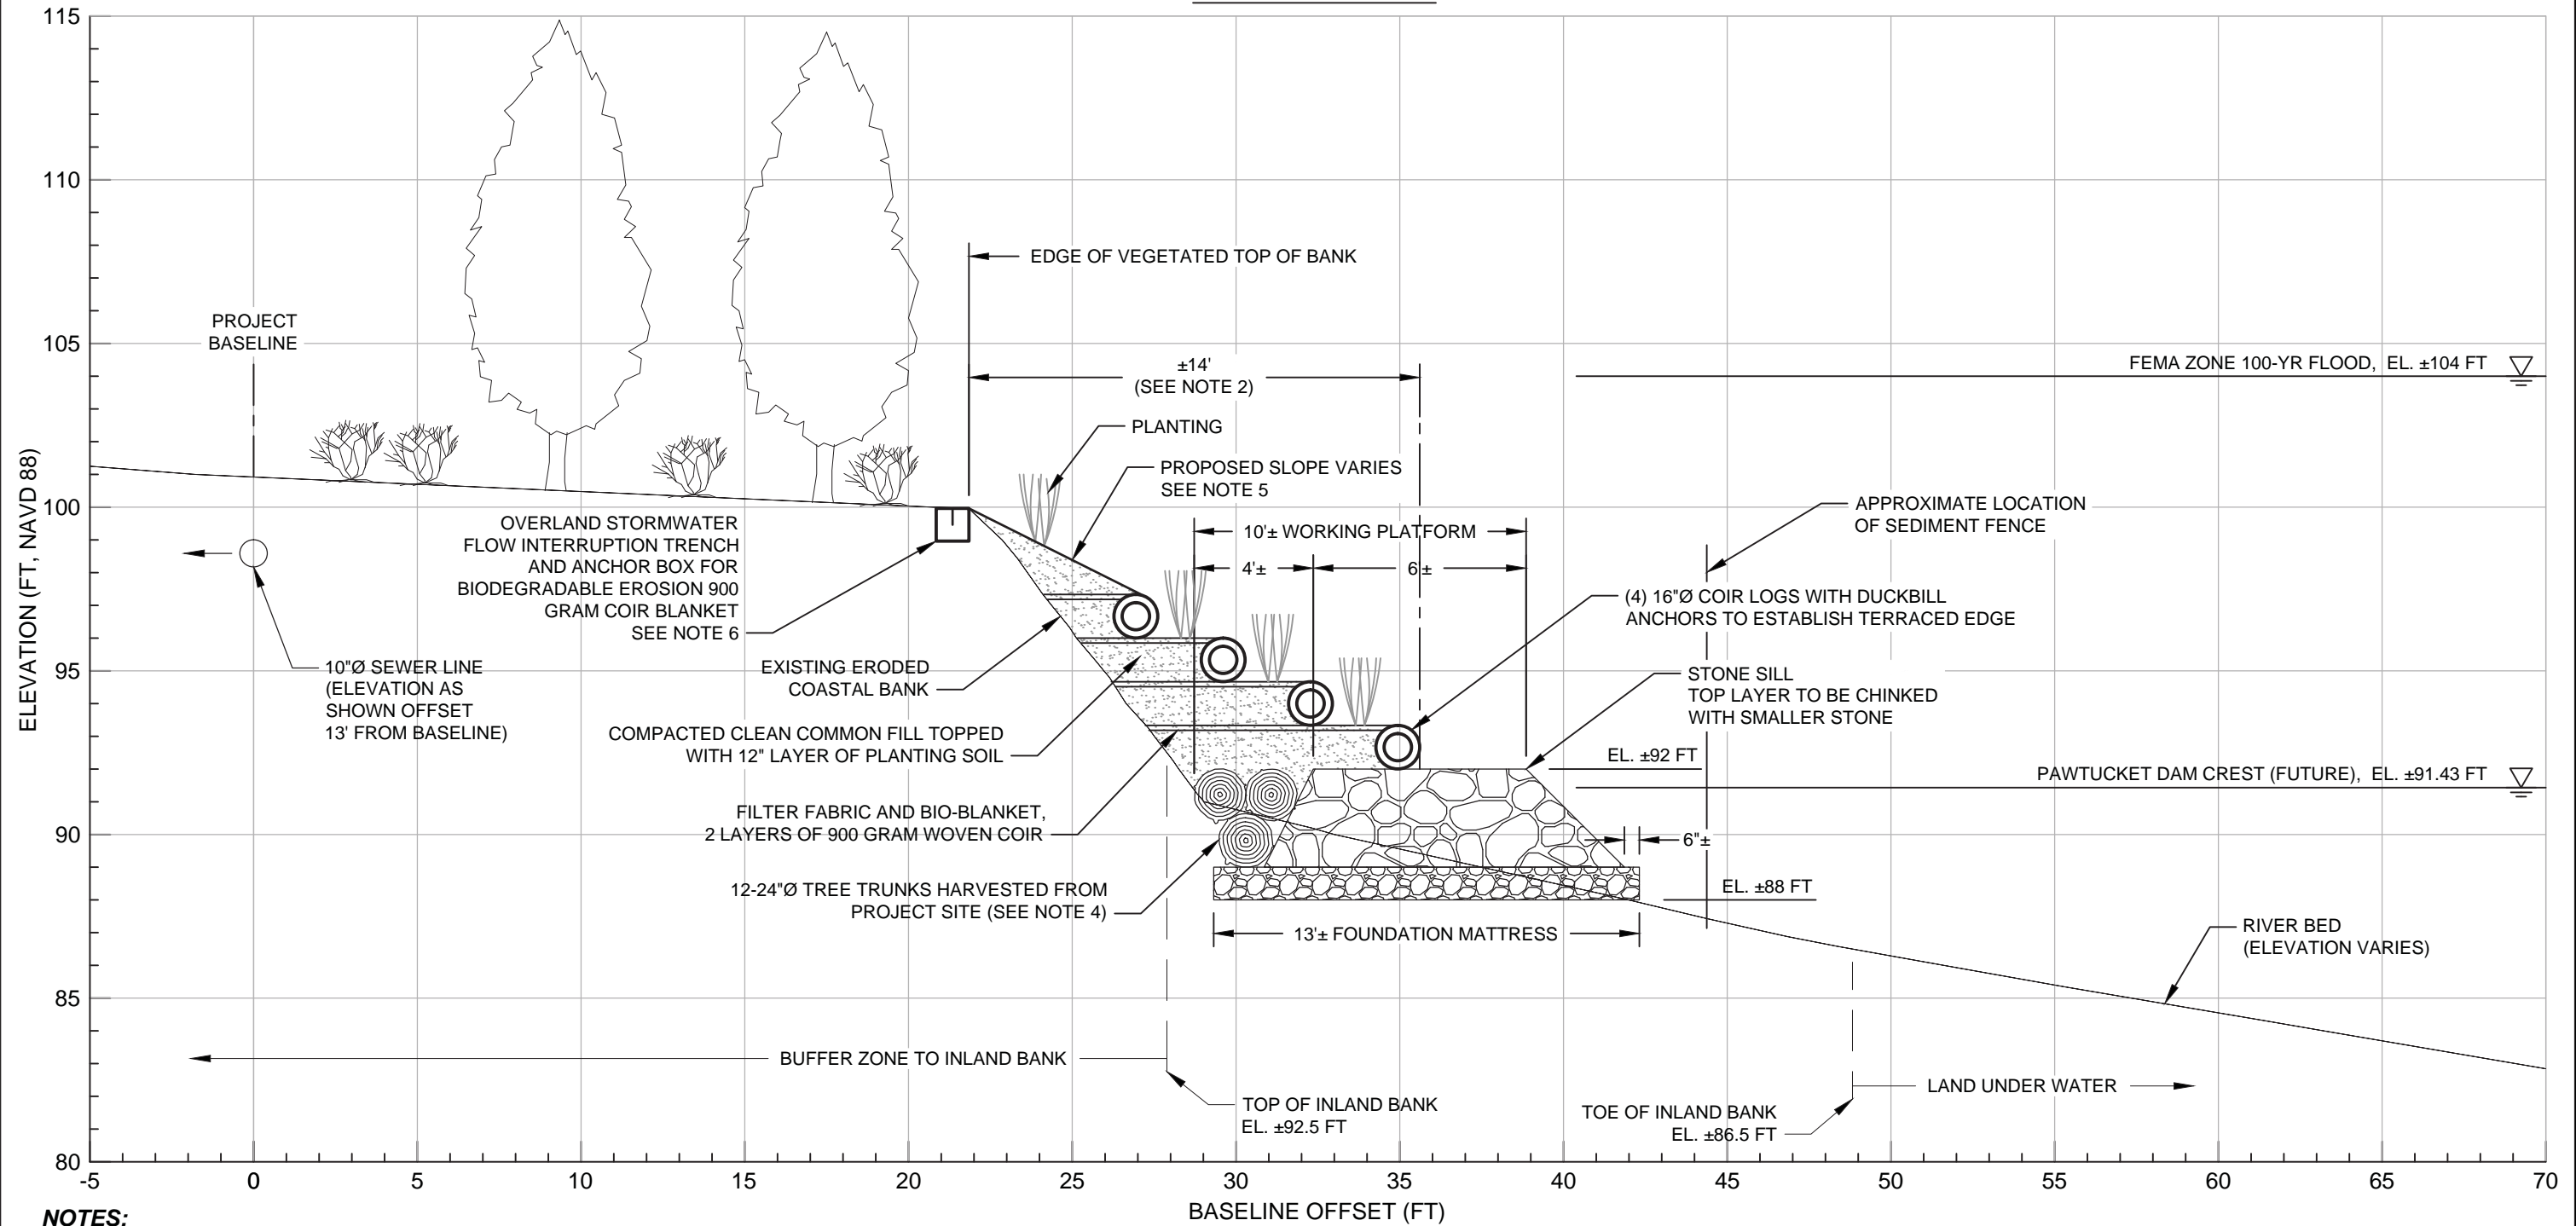 115
110
105
100
95
90
85
80
ELEVATION (FT, NAVD 88)
PROJECT
BASELINE
EDGE OF VEGETATED TOP OF BANK
±14'
(SEE NOTE 2)
FEMA ZONE 100-YR FLOOD, EL. ±104 FT
PLANTING
PROPOSED SLOPE VARIES
SEE NOTE 5
APPROXIMATE LOCATION
OF SEDIMENT FENCE
10'± WORKING PLATFORM
4'±
6'±
OVERLAND STORMWATER
FLOW INTERRUPTION TRENCH
AND ANCHOR BOX FOR
BIODEGRADABLE EROSION 900
GRAM COIR BLANKET
SEE NOTE 6
(4) 16"Ø COIR LOGS WITH DUCKBILL
ANCHORS TO ESTABLISH TERRACED EDGE
10"Ø SEWER LINE
(ELEVATION AS
SHOWN OFFSET
13' FROM BASELINE)
EXISTING ERODED
COASTAL BANK
STONE SILL
TOP LAYER TO BE CHINKED
WITH SMALLER STONE
COMPACTED CLEAN COMMON FILL TOPPED
WITH 12" LAYER OF PLANTING SOIL
EL. ±92 FT
PAWTUCKET DAM CREST (FUTURE), EL. ±91.43 FT
FILTER FABRIC AND BIO-BLANKET,
2 LAYERS OF 900 GRAM WOVEN COIR
6"±
12-24"Ø TREE TRUNKS HARVESTED FROM
PROJECT SITE (SEE NOTE 4)
EL. ±88 FT
13'± FOUNDATION MATTRESS
RIVER BED
(ELEVATION VARIES)
BUFFER ZONE TO INLAND BANK
LAND UNDER WATER
TOP OF INLAND BANK
EL. ±92.5 FT
TOE OF INLAND BANK
EL. ±86.5 FT
-5 0 5 10 15 20 25 30 35 40 45 50 55 60 65 70
BASELINE OFFSET (FT)
NOTES: